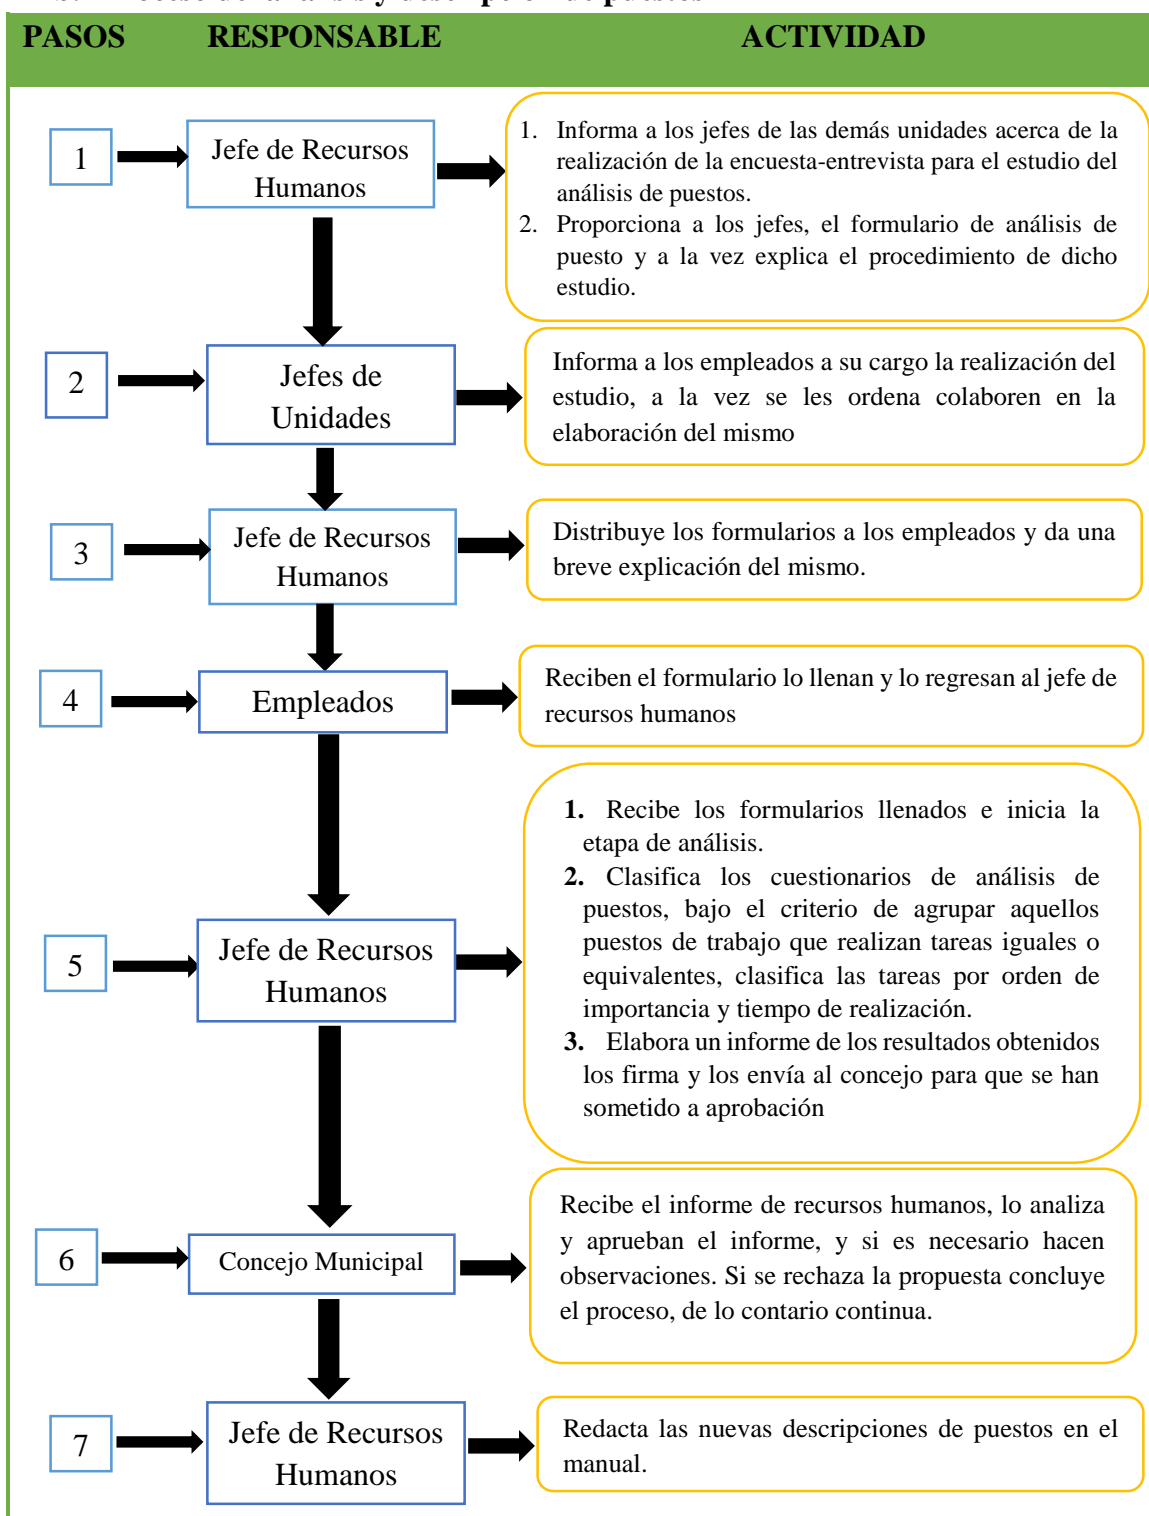 PASOS RESPONSABLE ACTIVIDAD
1
Jefe de Recursos
Humanos
1. Informa a los jefes de las demás unidades acerca de la
realización de la encuesta-entrevista para el estudio del
análisis de puestos.
2. Proporciona a los jefes, el formulario de análisis de
puesto y a la vez explica el procedimiento de dicho
estudio.
2
Jefes de
Unidades
Informa a los empleados a su cargo la realización del
estudio, a la vez se les ordena colaboren en la
elaboración del mismo
3
Jefe de Recursos
Humanos
Distribuye los formularios a los empleados y da una
breve explicación del mismo.
4
Empleados
Reciben el formulario lo llenan y lo regresan al jefe de
recursos humanos
5
Jefe de Recursos
Humanos
1. Recibe los formularios llenados e inicia la
etapa de análisis.
2. Clasifica los cuestionarios de análisis de
puestos, bajo el criterio de agrupar aquellos
puestos de trabajo que realizan tareas iguales o
equivalentes, clasifica las tareas por orden de
importancia y tiempo de realización.
3. Elabora un informe de los resultados obtenidos
los firma y los envía al concejo para que se han
sometido a aprobación
6
Concejo Municipal
Recibe el informe de recursos humanos, lo analiza
y aprueban el informe, y si es necesario hacen
observaciones. Si se rechaza la propuesta concluye
el proceso, de lo contario continua.
7
Jefe de Recursos
Humanos
Redacta las nuevas descripciones de puestos en el
manual.